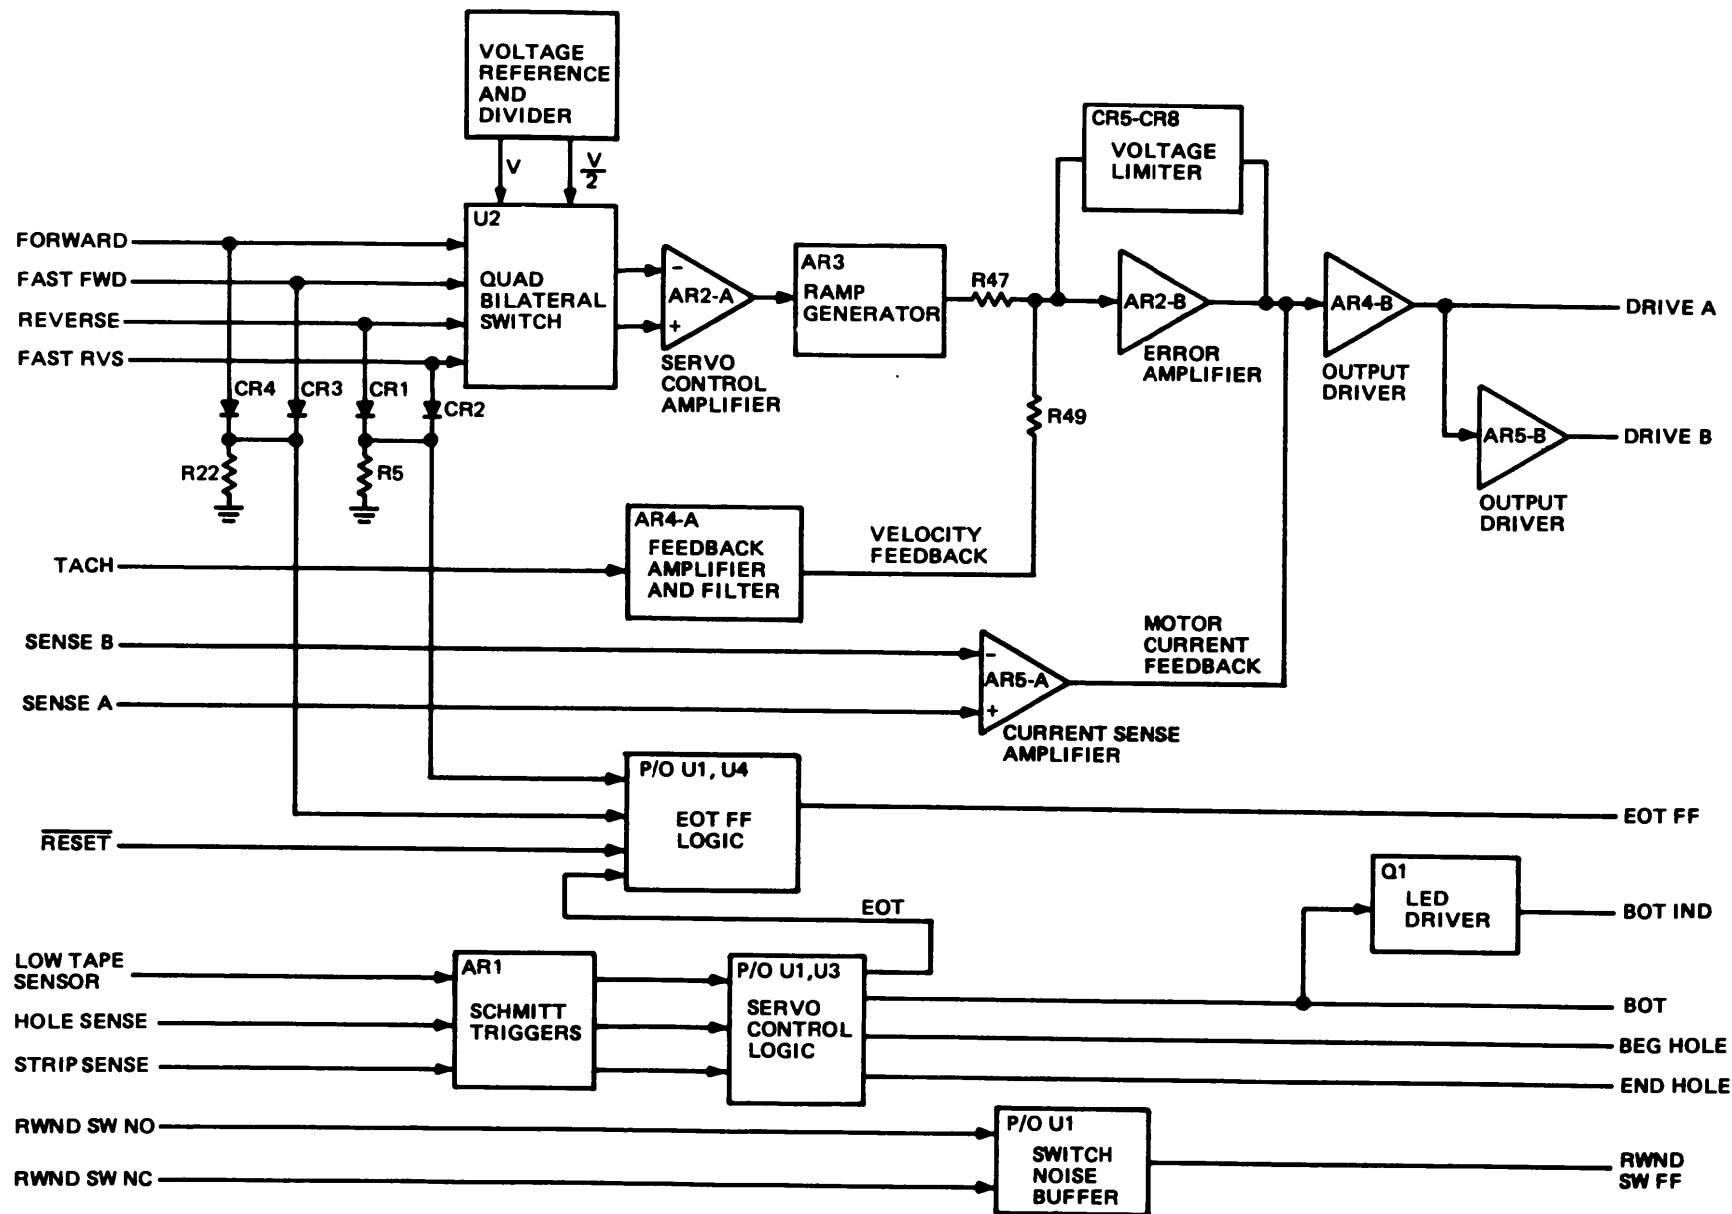 VOLTAGE
REFERENCE
AND
DIVIDER
V
V
2
CR5-CR8
VOLTAGE
LIMITER
FORWARD
FAST FWD
REVERSE
FAST RVS
U2
QUAD
BILATERAL
SWITCH
-
AR2-A
+
SERVO
CONTROL
AMPLIFIER
AR3
RAMP
GENERATOR
R47
AR2-B
ERROR
AMPLIFIER
AR4-B
OUTPUT
DRIVER
DRIVE A
CR4
CR3
CR1
CR2
R22
R5
R49
AR5-B
OUTPUT
DRIVER
DRIVE B
TACH
AR4-A
FEEDBACK
AMPLIFIER
AND FILTER
VELOCITY
FEEDBACK
SENSE B
SENSE A
-
AR5-A
+
CURRENT SENSE
AMPLIFIER
MOTOR
CURRENT
FEEDBACK
P/O U1, U4
EOT FF
LOGIC
RESET
EOT FF
EOT
Q1
LED
DRIVER
BOT IND
LOW TAPE
SENSOR
HOLE SENSE
STRIP SENSE
AR1
SCHMITT
TRIGGERS
P/O U1,U3
SERVO
CONTROL
LOGIC
BOT
BEG HOLE
END HOLE
RWND SW NO
RWND SW NC
P/O U1
SWITCH
NOISE
BUFFER
RWND
SW FF